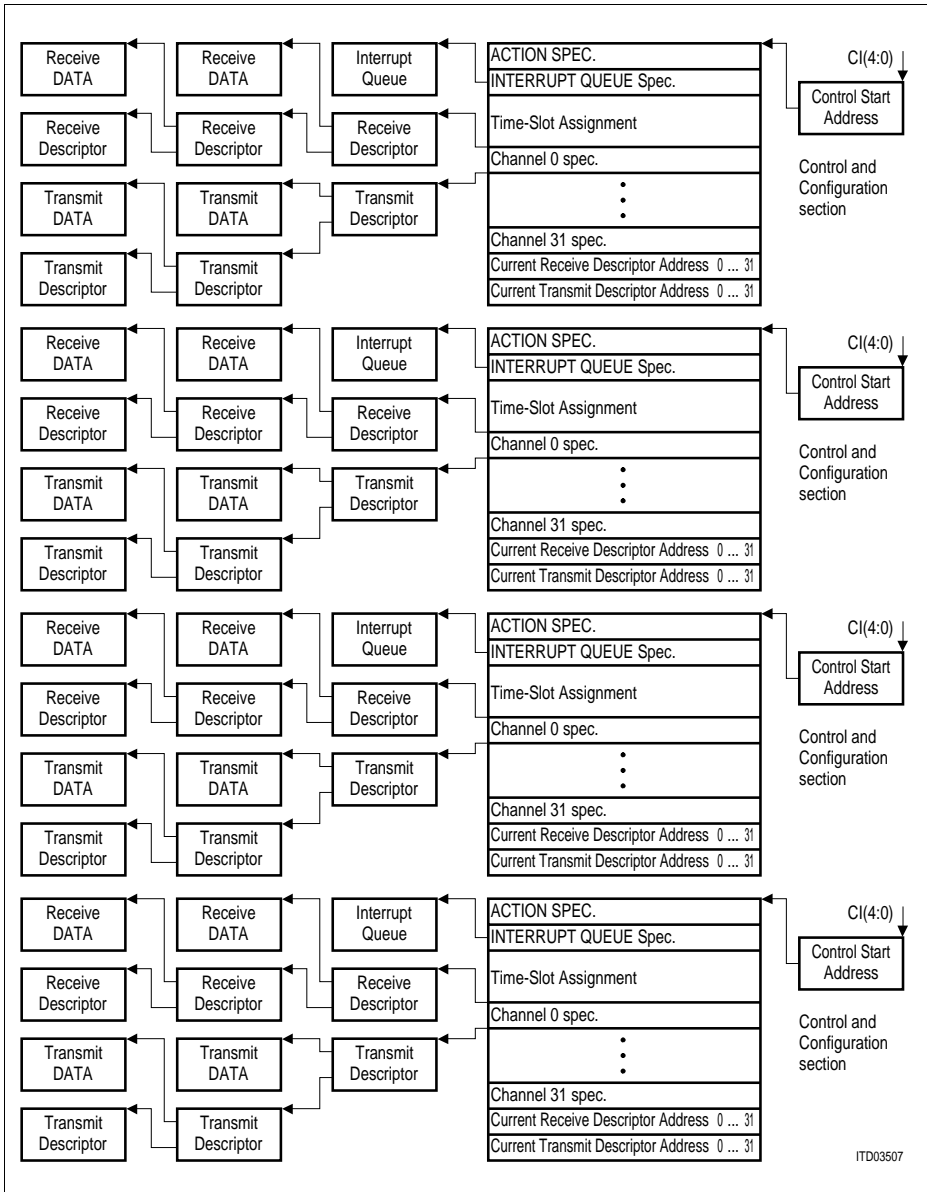 Receive
DATA
Receive
DATA
Interrupt
Queue
ACTION SPEC.
INTERRUPT QUEUE Spec.
CI(4:0)
Control Start
Address
Receive
Descriptor
Receive
Descriptor
Receive
Descriptor
Time-Slot Assignment
Channel 0 spec.
Control and
Configuration
section
Transmit
DATA
Transmit
DATA
Transmit
Descriptor
Channel 31 spec.
Transmit
Descriptor
Transmit
Descriptor
Current Receive Descriptor Address 0 ... 31
Current Transmit Descriptor Address 0 ... 31
Receive
DATA
Receive
DATA
Interrupt
Queue
ACTION SPEC.
INTERRUPT QUEUE Spec.
CI(4:0)
Control Start
Address
Receive
Descriptor
Receive
Descriptor
Receive
Descriptor
Time-Slot Assignment
Channel 0 spec.
Control and
Configuration
section
Transmit
DATA
Transmit
DATA
Transmit
Descriptor
Channel 31 spec.
Transmit
Descriptor
Transmit
Descriptor
Current Receive Descriptor Address 0 ... 31
Current Transmit Descriptor Address 0 ... 31
Receive
DATA
Receive
DATA
Interrupt
Queue
ACTION SPEC.
INTERRUPT QUEUE Spec.
CI(4:0)
Control Start
Address
Receive
Descriptor
Receive
Descriptor
Receive
Descriptor
Time-Slot Assignment
Channel 0 spec.
Control and
Configuration
section
Transmit
DATA
Transmit
DATA
Transmit
Descriptor
Channel 31 spec.
Transmit
Descriptor
Transmit
Descriptor
Current Receive Descriptor Address 0 ... 31
Current Transmit Descriptor Address 0 ... 31
Receive
DATA
Receive
DATA
Interrupt
Queue
ACTION SPEC.
INTERRUPT QUEUE Spec.
CI(4:0)
Control Start
Address
Receive
Descriptor
Receive
Descriptor
Receive
Descriptor
Time-Slot Assignment
Channel 0 spec.
Control and
Configuration
section
Transmit
DATA
Transmit
DATA
Transmit
Descriptor
Channel 31 spec.
Transmit
Descriptor
Transmit
Descriptor
Current Receive Descriptor Address 0 ... 31
Current Transmit Descriptor Address 0 ... 31
ITD03507